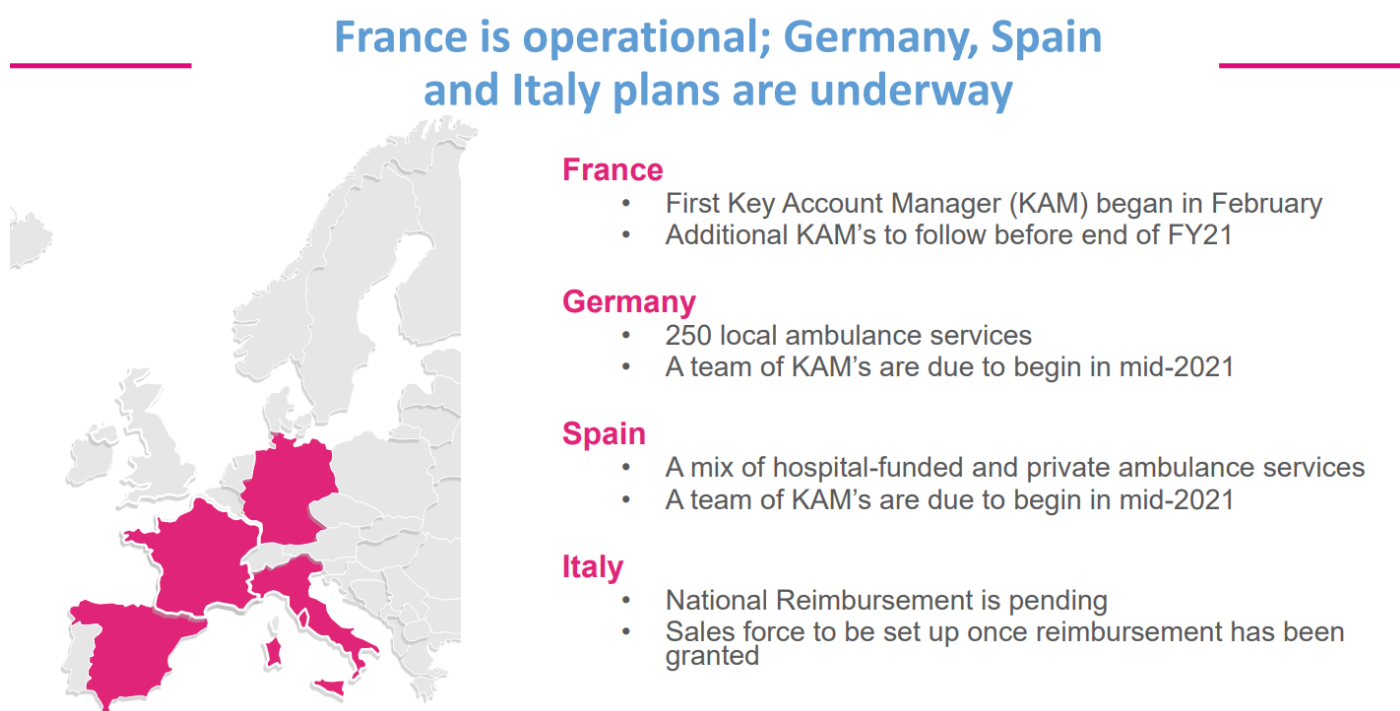 France is operational; Germany, Spain
and Italy plans are underway
France
• First Key Account Manager (KAM) began in February
• Additional KAM's to follow before end of FY21
Germany
• 250 local ambulance services
• A team of KAM's are due to begin in mid-2021
Spain
• A mix of hospital-funded and private ambulance services
• A team of KAM's are due to begin in mid-2021
Italy
• National Reimbursement is pending
• Sales force to be set up once reimbursement has been
granted